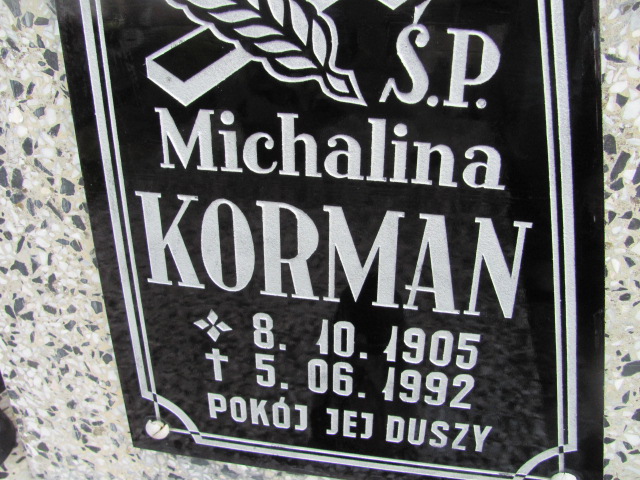 Ś.P.
Michalina
KORMAN
8. 10. 1905
✝ 5. 06. 1992
POKÓJ JEJ DUSZY